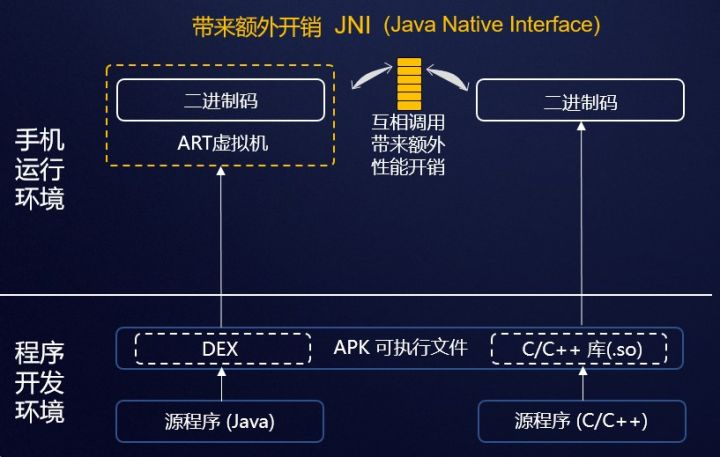 带来额外开销 JNI (Java Native Interface)
二进制码
ART虚拟机
互相调用
带来额外
性能开销
二进制码
手机
运行
环境
DEX
APK 可执行文件
C/C++ 库(.so)
程序
开发
环境
源程序 (Java)
源程序 (C/C++)